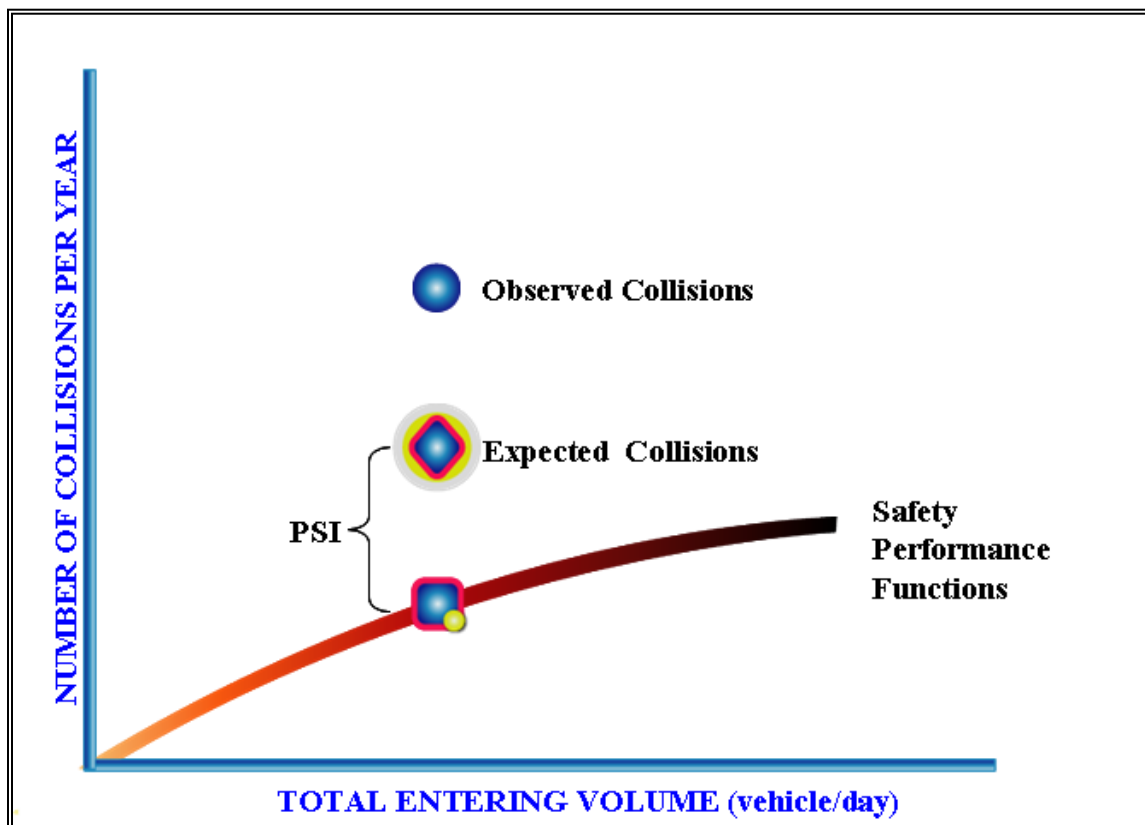 NUMBER OF COLLISIONS PER YEAR
Observed Collisions
Expected Collisions
PSI
Safety
Performance
Functions
TOTAL ENTERING VOLUME (vehicle/day)